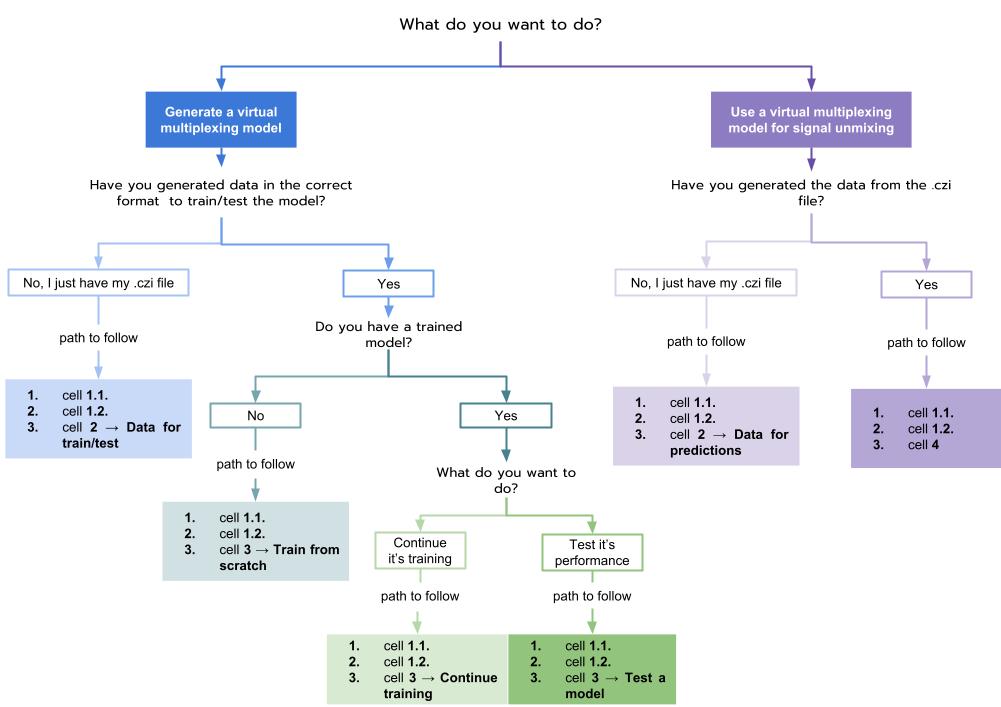 What do you want to do?
Generate a virtual
multiplexing model
Use a virtual multiplexing
model for signal unmixing
Have you generated data in the correct
format to train/test the model?
Have you generated the data from the .czi
file?
No, I just have my .czi file
Yes
No, I just have my .czi file
Yes
path to follow
Do you have a trained
model?
path to follow
path to follow
1. cell 1.1.
2. cell 1.2.
3. cell 2 → Data for
train/test
No
Yes
1. cell 1.1.
2. cell 1.2.
3. cell 2 → Data for
predictions
1. cell 1.1.
2. cell 1.2.
3. cell 4
path to follow
What do you want to
do?
1. cell 1.1.
2. cell 1.2.
3. cell 3 → Train from
scratch
Continue
it's training
Test it's
performance
path to follow
path to follow
1. cell 1.1.
2. cell 1.2.
3. cell 3 → Continue
training
1. cell 1.1.
2. cell 1.2.
3. cell 3 → Test a
model